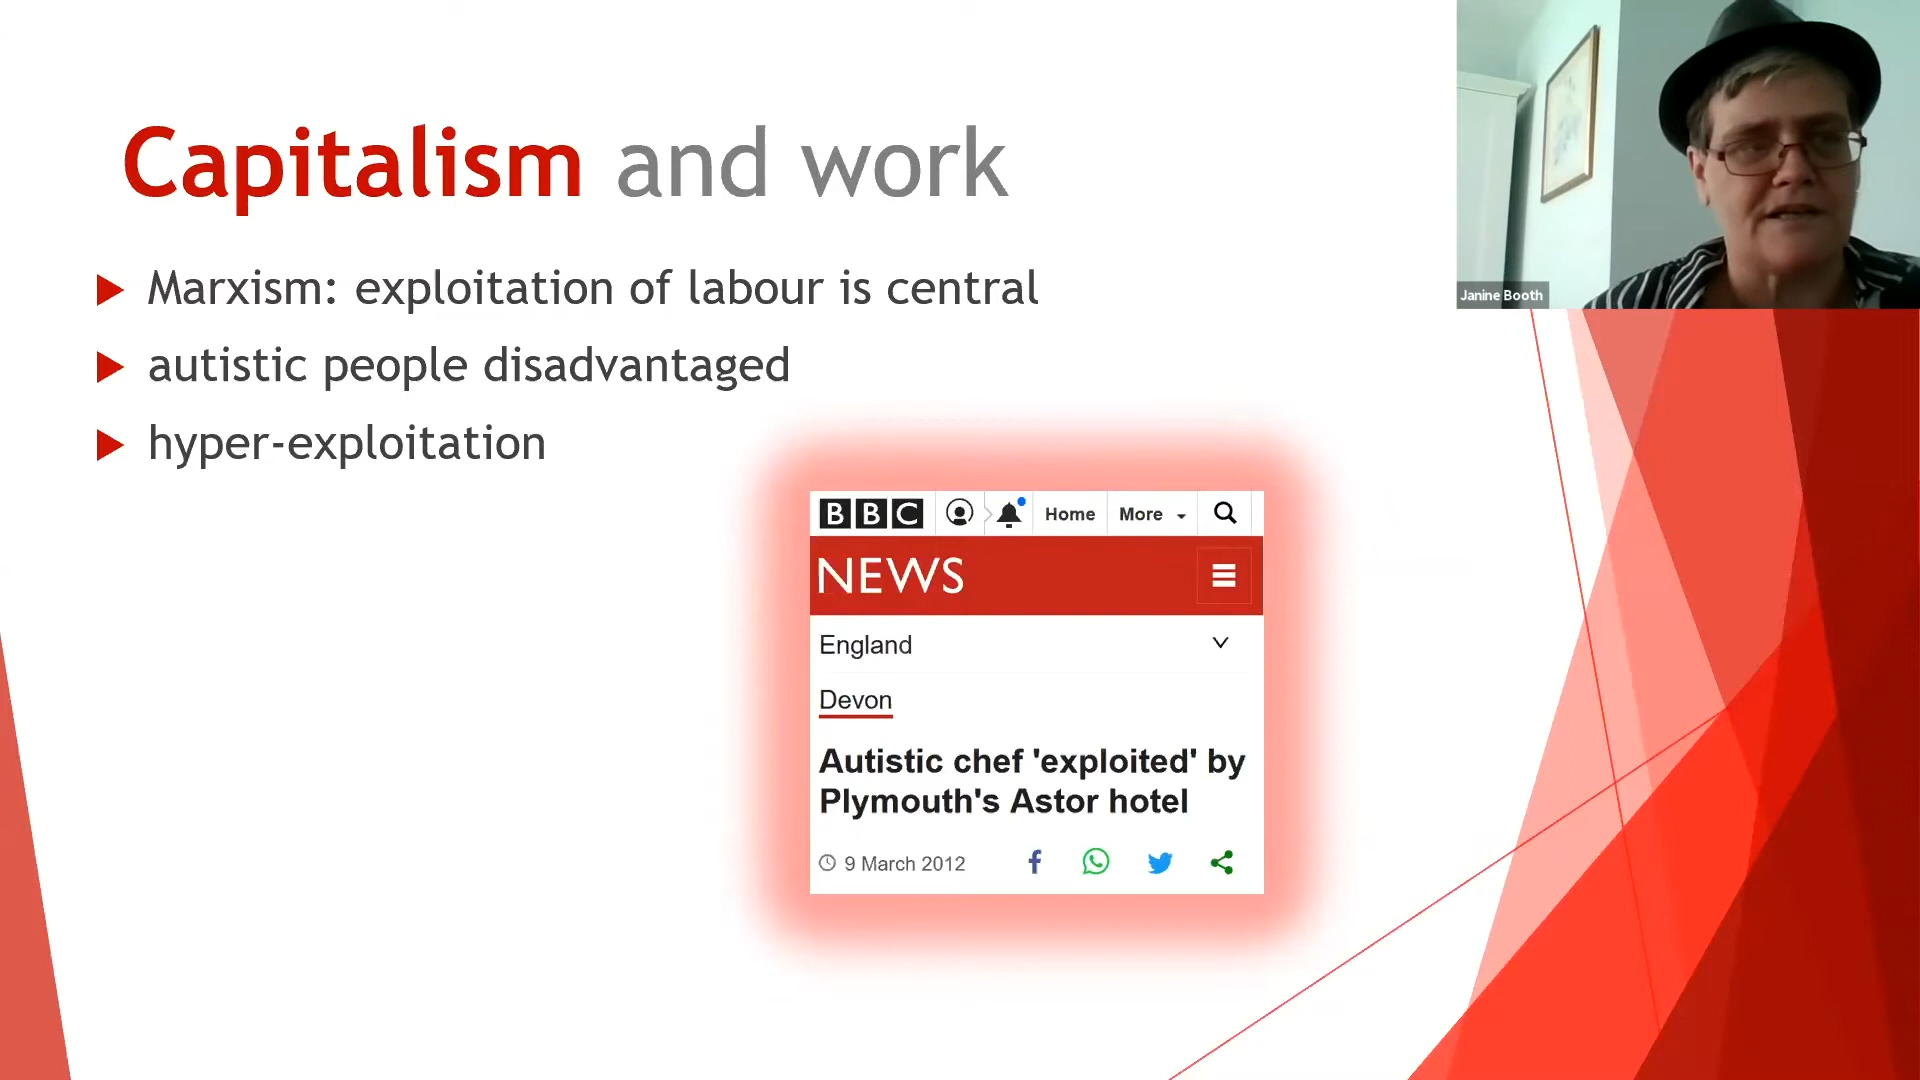 Capitalism and work
Marxism: exploitation of labour is central
autistic people disadvantaged
hyper-exploitation
Janine Booth
BBC Home More
NEWS
England
Devon
Autistic chef 'exploited' by
Plymouth's Astor hotel
9 March 2012